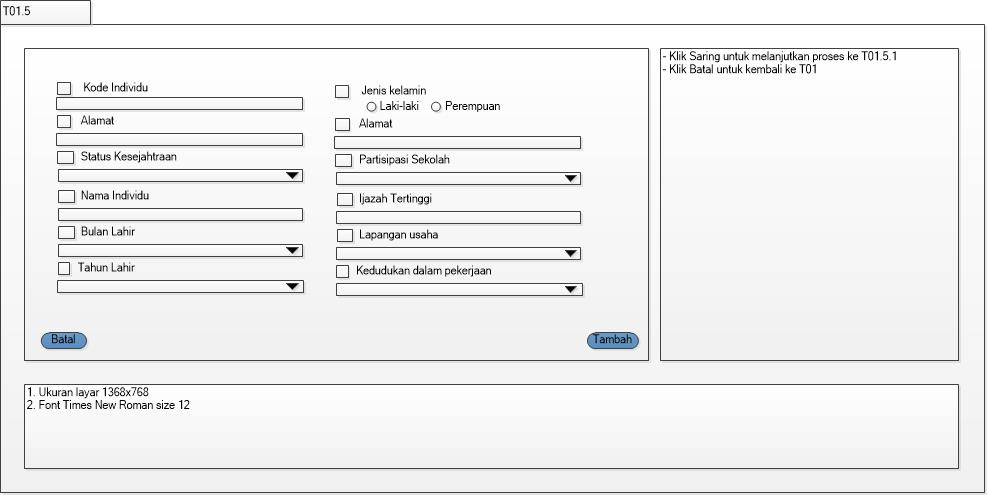 T01.5
Kode Individu
Alamat
Status Kesejahtraan
Nama Individu
Bulan Lahir
Tahun Lahir
Jenis kelamin
Laki-laki Perempuan
Alamat
Partisipasi Sekolah
Ijazah Tertinggi
Lapangan usaha
Kedudukan dalam pekerjaan
Batal
Tambah
- Klik Saring untuk melanjutkan proses ke T01.5.1
- Klik Batal untuk kembali ke T01
1. Ukuran layar 1368x768
2. Font Times New Roman size 12